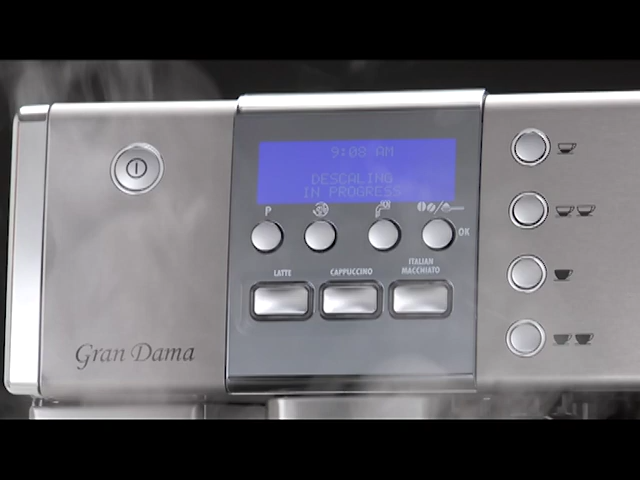 9:08 AM
DESCALING
IN PROGRESS
P
OK
LATTE
CAPPUCCINO
ITALIAN
MACCHIATO
Gran Dama